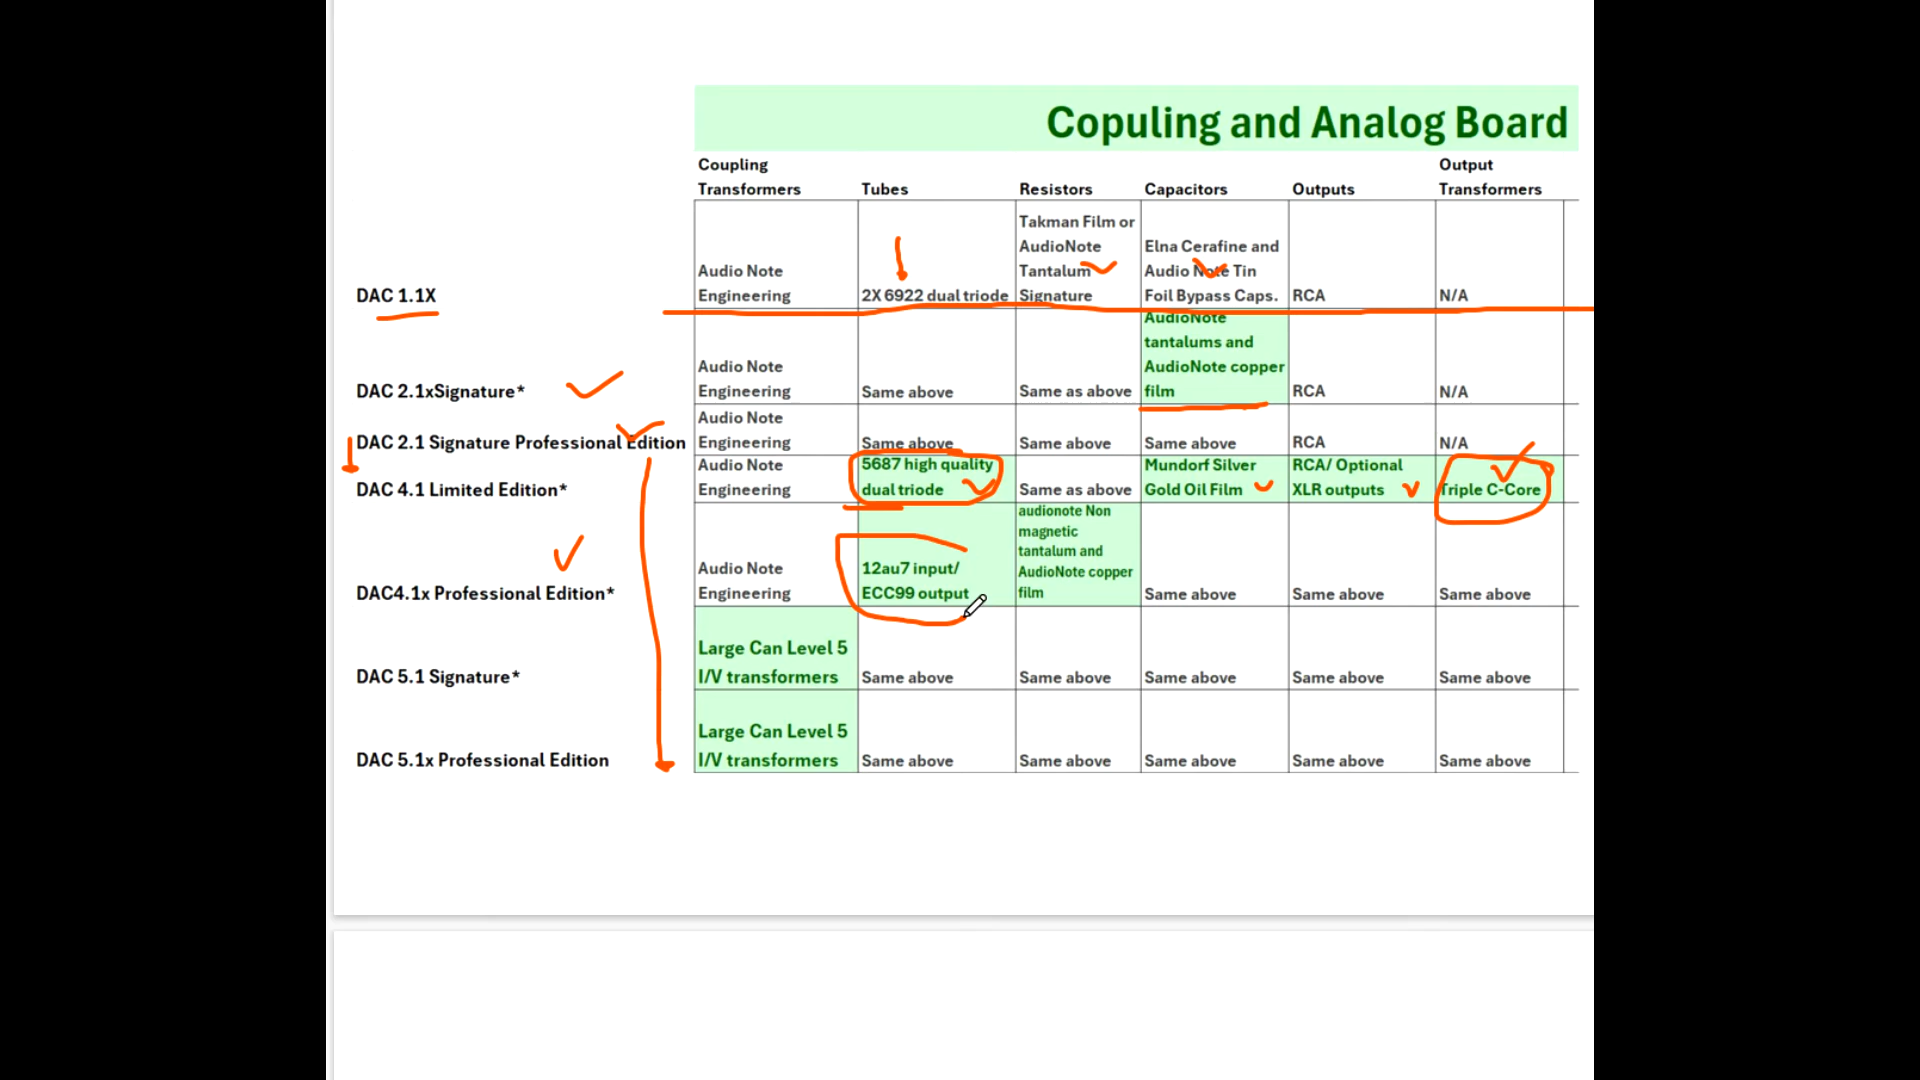 Copuling and Analog Board
Coupling Transformers Tubes Resistors Capacitors Outputs Output Transformers
DAC 1.1X Audio Note Engineering 2X 6922 dual triode Takman Film or AudioNote Tantalum Signature Elna Cerafine and Audio Note Tin Foil Bypass Caps. RCA N/A
DAC 2.1xSignature* Audio Note Engineering Same above Same as above AudioNote tantalums and AudioNote copper film RCA N/A
DAC 2.1 Signature Professional Edition Audio Note Engineering Same above Same above Same above RCA N/A
DAC 4.1 Limited Edition* Audio Note Engineering 5687 high quality dual triode Same as above Mundorf Silver Gold Oil Film RCA/ Optional XLR outputs Triple C-Core
DAC4.1x Professional Edition* Audio Note Engineering 12au7 input/ ECC99 output audionote Non magnetic tantalum and AudioNote copper film Same above Same above Same above
DAC 5.1 Signature* Large Can Level 5 I/V transformers Same above Same above Same above Same above Same above
DAC 5.1x Professional Edition Large Can Level 5 I/V transformers Same above Same above Same above Same above Same above